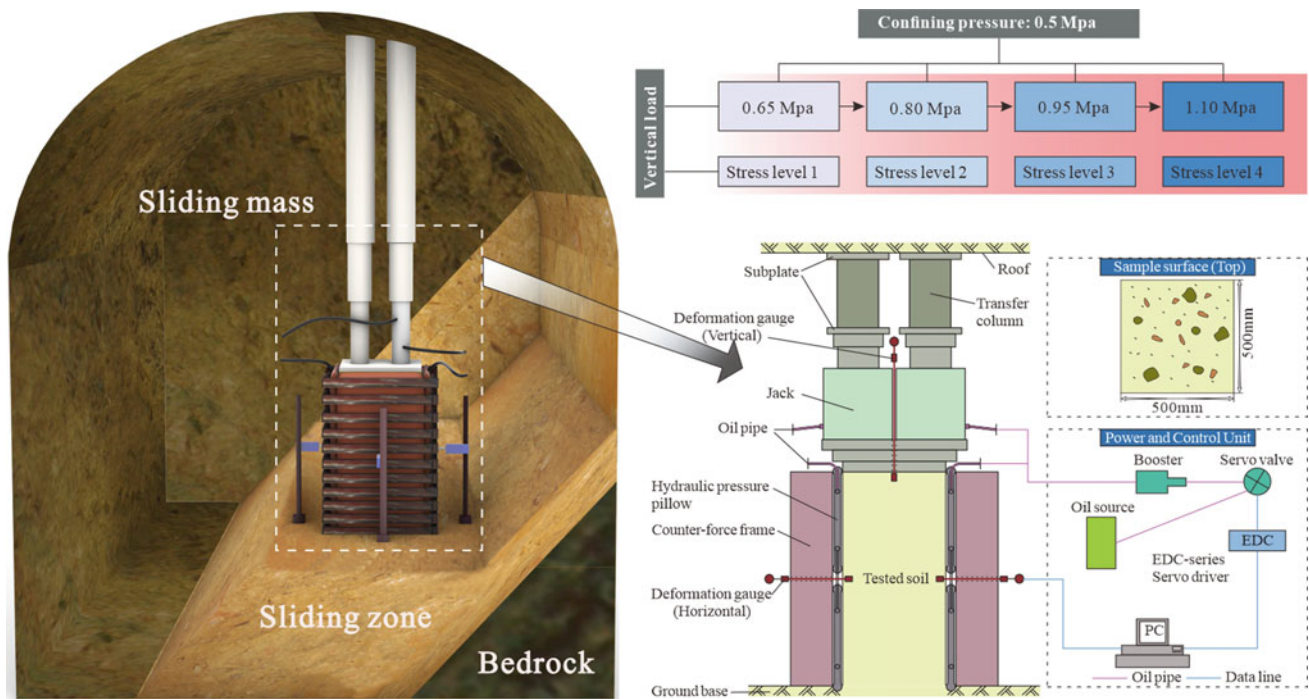 Sliding mass
Sliding zone
Bedrock
Confining pressure: 0.5 Mpa
Vertical load
0.65 Mpa
0.80 Mpa
0.95 Mpa
1.10 Mpa
Stress level 1
Stress level 2
Stress level 3
Stress level 4
Subplate
Roof
Deformation gauge
(Vertical)
Transfer
column
Jack
Oil pipe
Hydraulic pressure
pillow
Counter-force frame
Tested soil
Deformation gauge
(Horizontal)
Ground base
Sample surface (Top)
500mm
500mm
Power and Control Unit
Booster
Servo valve
Oil source
EDC
EDC-series
Servo driver
PC
Oil pipe
Data line